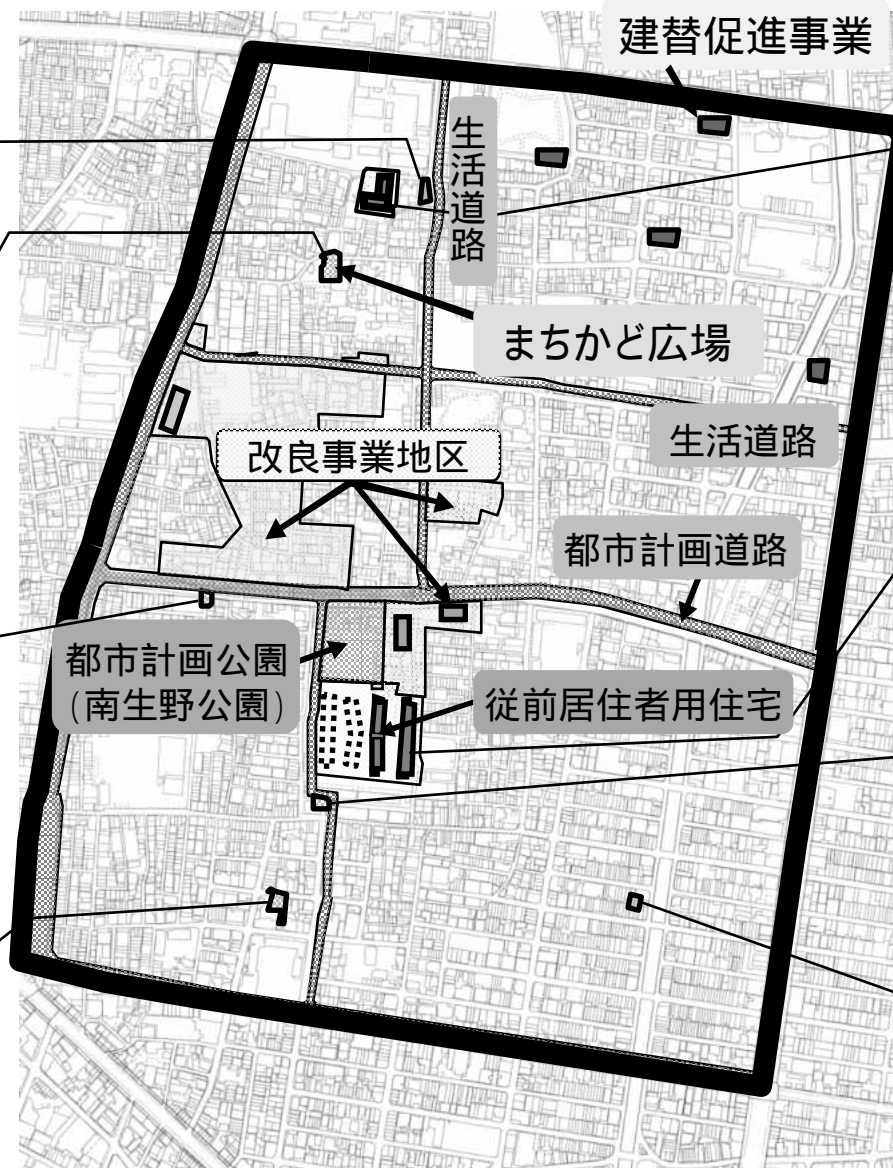 建替促進事業
生活道路
まちかど広場
生活道路
改良事業地区
都市計画道路
都市計画公園
(南生野公園)
従前居住者用住宅